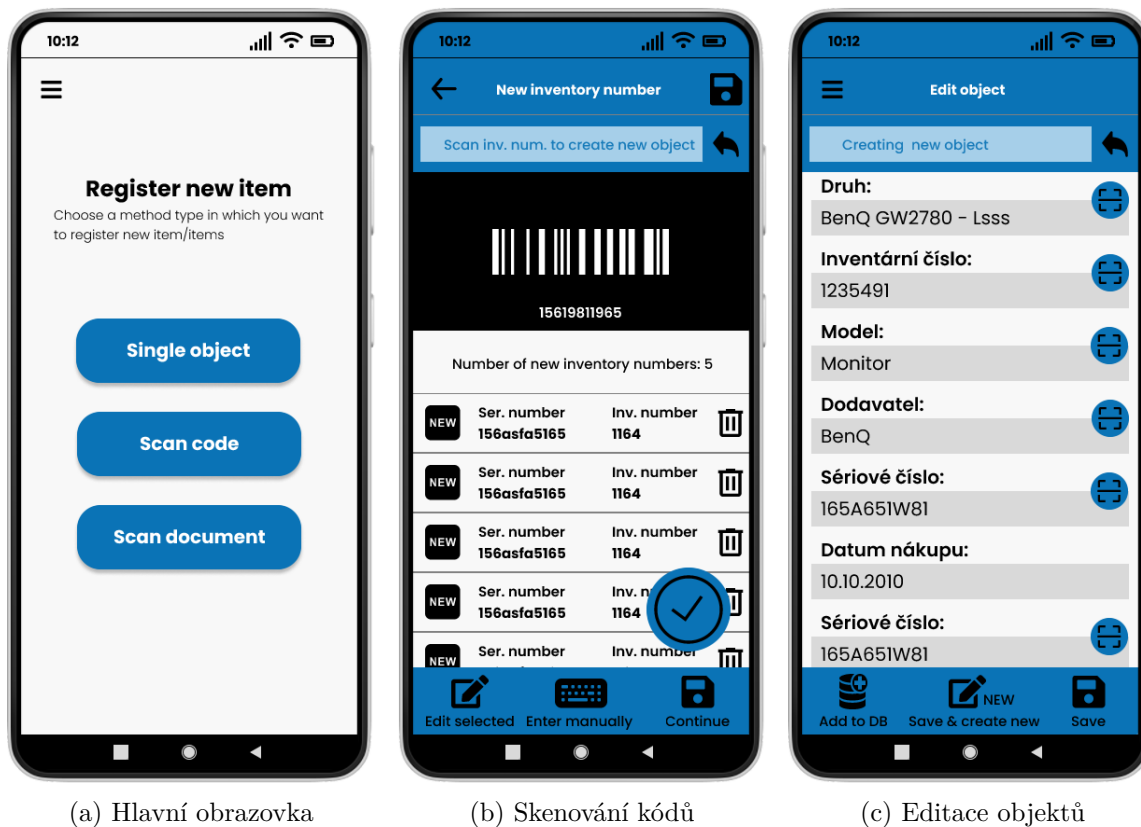 10:12
Register new item
Choose a method type in which you want
to register new item/items
Single object
Scan code
Scan document
(a) Hlavní obrazovka
10:12
New inventory number
Scan inv. num. to create new object
15619811965
Number of new inventory numbers: 5
NEW Ser. number Inv. number
156asfa5165 1164
NEW Ser. number Inv. number
156asfa5165 1164
NEW Ser. number Inv. number
156asfa5165 1164
NEW Ser. number Inv. n
156asfa5165 1164
NEW Ser. number Inv. number
Edit selected Enter manually Continue
(b) Skenování kódů
10:12
Edit object
Creating new object
Druh:
BenQ GW2780 - Lsss
Inventární číslo:
1235491
Model:
Monitor
Dodavatel:
BenQ
Sériové číslo:
165A651W81
Datum nákupu:
10.10.2010
Sériové číslo:
165A651W81
NEW
Add to DB Save & create new Save
(c) Editace objektů